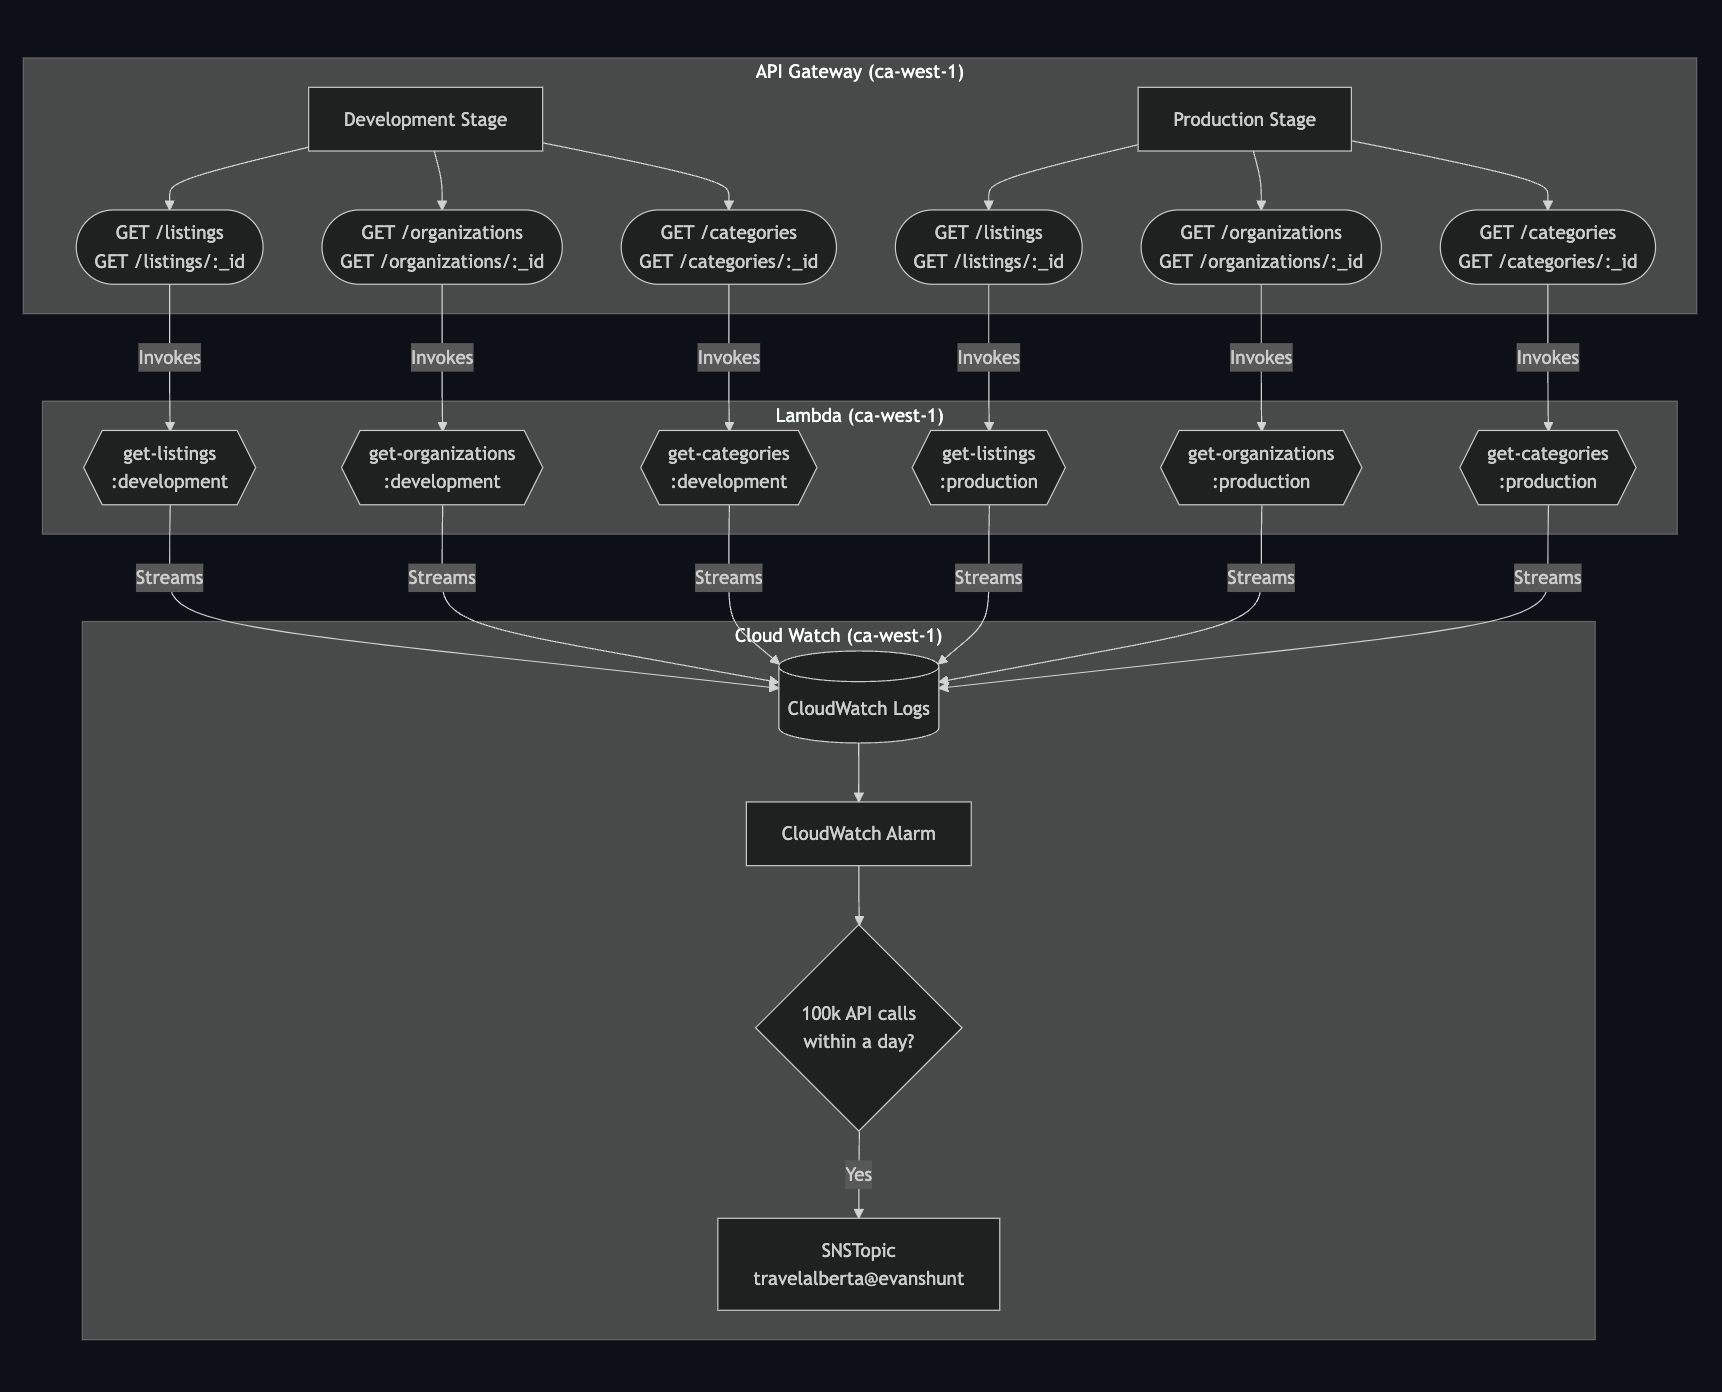 API Gateway (ca-west-1)
Development Stage
Production Stage
GET /listings
GET /listings/:_id
GET /organizations
GET /organizations/:_id
GET /categories
GET /categories/:_id
GET /listings
GET /listings/:_id
GET /organizations
GET /organizations/:_id
GET /categories
GET /categories/:_id
Invokes
Invokes
Invokes
Invokes
Invokes
Invokes
Lambda (ca-west-1)
get-listings
:development
get-organizations
:development
get-categories
:development
get-listings
:production
get-organizations
:production
get-categories
:production
Streams
Streams
Streams
Streams
Streams
Streams
Cloud Watch (ca-west-1)
CloudWatch Logs
CloudWatch Alarm
100k API calls
within a day?
Yes
SNSTopic
travelalberta@evanshunt